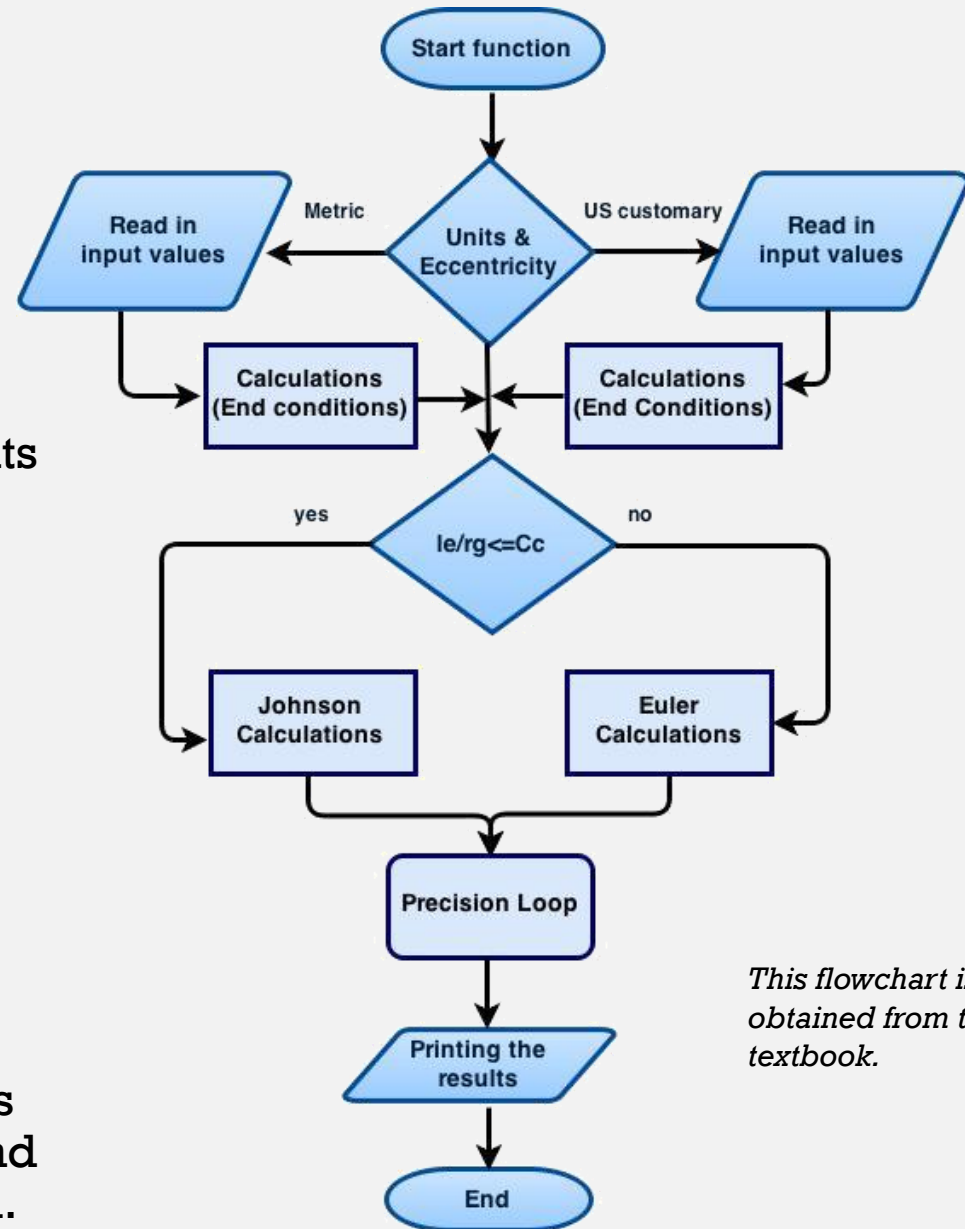 Start function
Metric
US customary
Units &
Eccentricity
Read in
input values
Read in
input values
Calculations
(End conditions)
Calculations
(End Conditions)
ts
yes
no
le/rg<=Cc
Johnson
Calculations
Euler
Calculations
Precision Loop
This flowchart
obtained from
textbook.
Printing the
results
s
nd
End